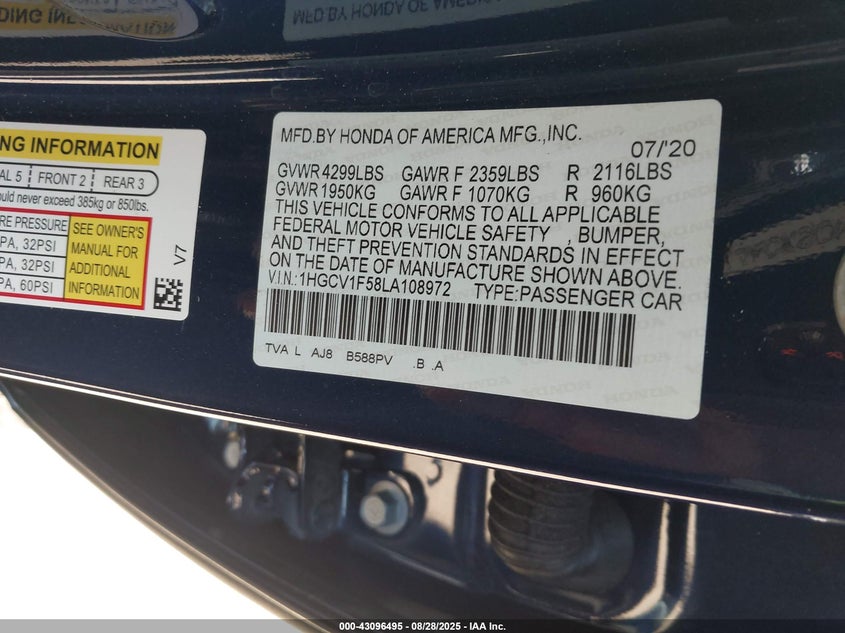 MFD.BY HONDA OF AMERICA MFG.,INC.
07/'20
GVWR 4299LBS GAWR F 2359LBS R 2116LBS
GVWR 1950KG GAWR F 1070KG R 960KG
THIS VEHICLE CONFORMS TO ALL APPLICABLE
FEDERAL MOTOR VEHICLE SAFETY , BUMPER,
AND THEFT PREVENTION STANDARDS IN EFFECT
ON THE DATE OF MANUFACTURE SHOWN ABOVE.
V.I.N.:1HGCV1F58LA108972 TYPE:PASSENGER CAR
TVA L AJ8 B588PV .B .A
ING INFORMATION
AL 5 FRONT 2 REAR 3
ould never exceed 385kg or 850lbs.
RE PRESSURE
PA, 32PSI
PA, 32PSI
PA, 60PSI
SEE OWNER'S
MANUAL FOR
ADDITIONAL
INFORMATION
V7
000-43096495 - 08/28/2025 - IAA Inc.